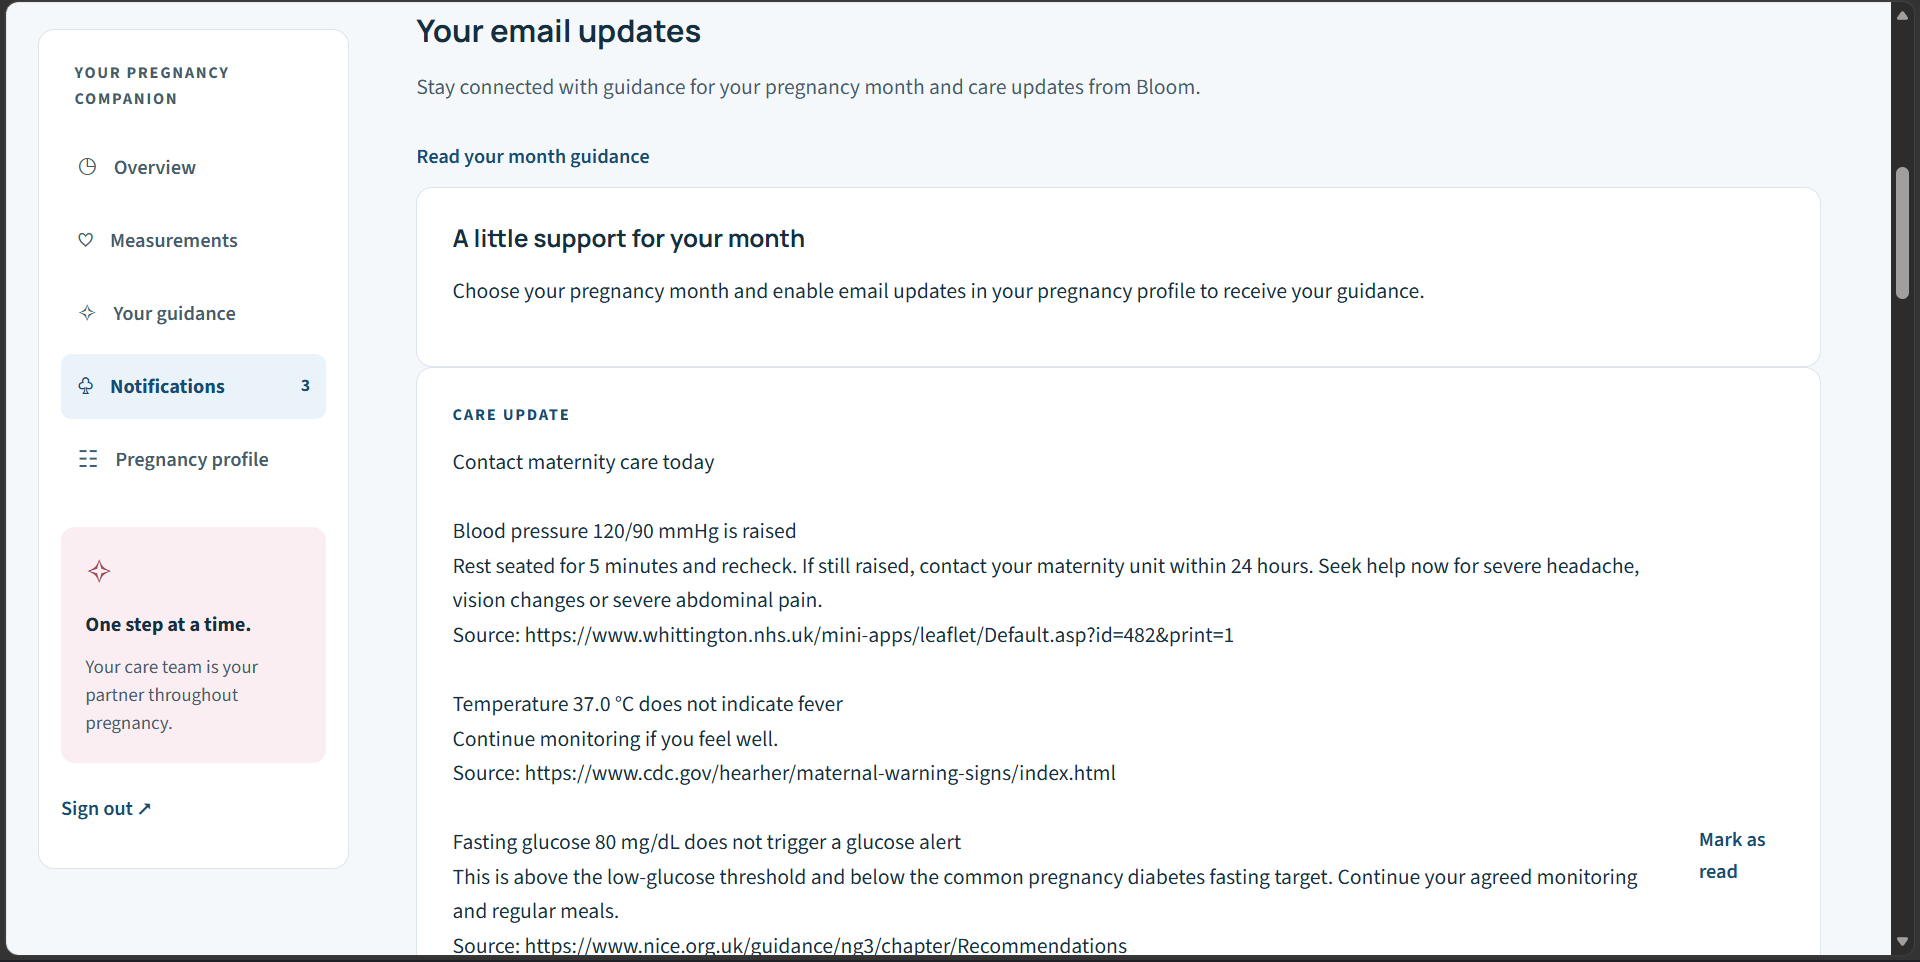 YOUR PREGNANCY
COMPANION
Overview
Measurements
Your guidance
Notifications 3
Pregnancy profile
One step at a time.
Your care team is your
partner throughout
pregnancy.
Sign out ↗
Your email updates
Stay connected with guidance for your pregnancy month and care updates from Bloom.
Read your month guidance
A little support for your month
Choose your pregnancy month and enable email updates in your pregnancy profile to receive your guidance.
CARE UPDATE
Contact maternity care today
Blood pressure 120/90 mmHg is raised
Rest seated for 5 minutes and recheck. If still raised, contact your maternity unit within 24 hours. Seek help now for severe headache,
vision changes or severe abdominal pain.
Source: https://www.whittington.nhs.uk/mini-apps/leaflet/Default.asp?id=482&print=1
Temperature 37.0 °C does not indicate fever
Continue monitoring if you feel well.
Source: https://www.cdc.gov/hearher/maternal-warning-signs/index.html
Fasting glucose 80 mg/dL does not trigger a glucose alert
This is above the low-glucose threshold and below the common pregnancy diabetes fasting target. Continue your agreed monitoring
and regular meals.
Source: https://www.nice.org.uk/guidance/ng3/chapter/Recommendations
Mark as
read